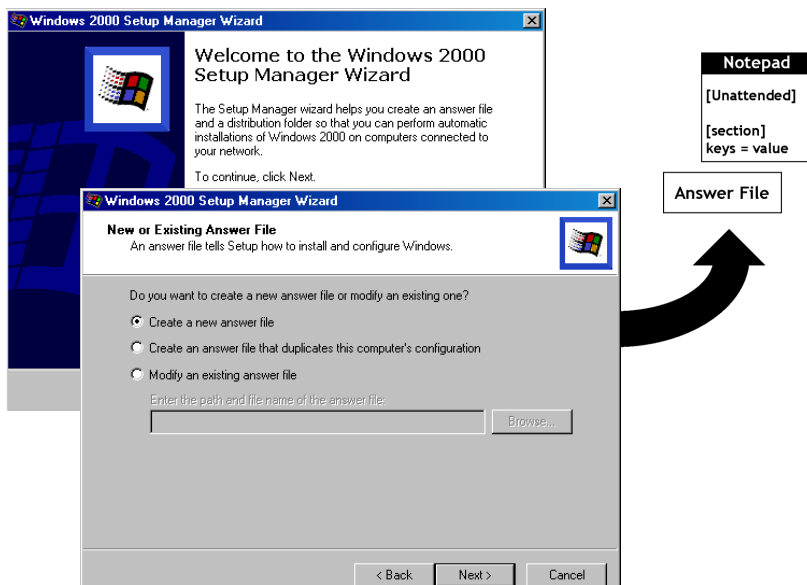 Windows 2000 Setup Manager Wizard
Welcome to the Windows 2000
Setup Manager Wizard
The Setup Manager wizard helps you create an answer file
and a distribution folder so that you can perform automatic
installations of Windows 2000 on computers connected to
your network.
To continue, click Next.
Windows 2000 Setup Manager Wizard
New or Existing Answer File
An answer file tells Setup how to install and configure Windows.
Do you want to create a new answer file or modify an existing one?
Create a new answer file
Create an answer file that duplicates this computer's configuration
Modify an existing answer file
Enter the path and file name of the answer file:
Browse...
< Back
Next >
Cancel
Notepad
[Unattended]
[section]
keys = value
Answer File